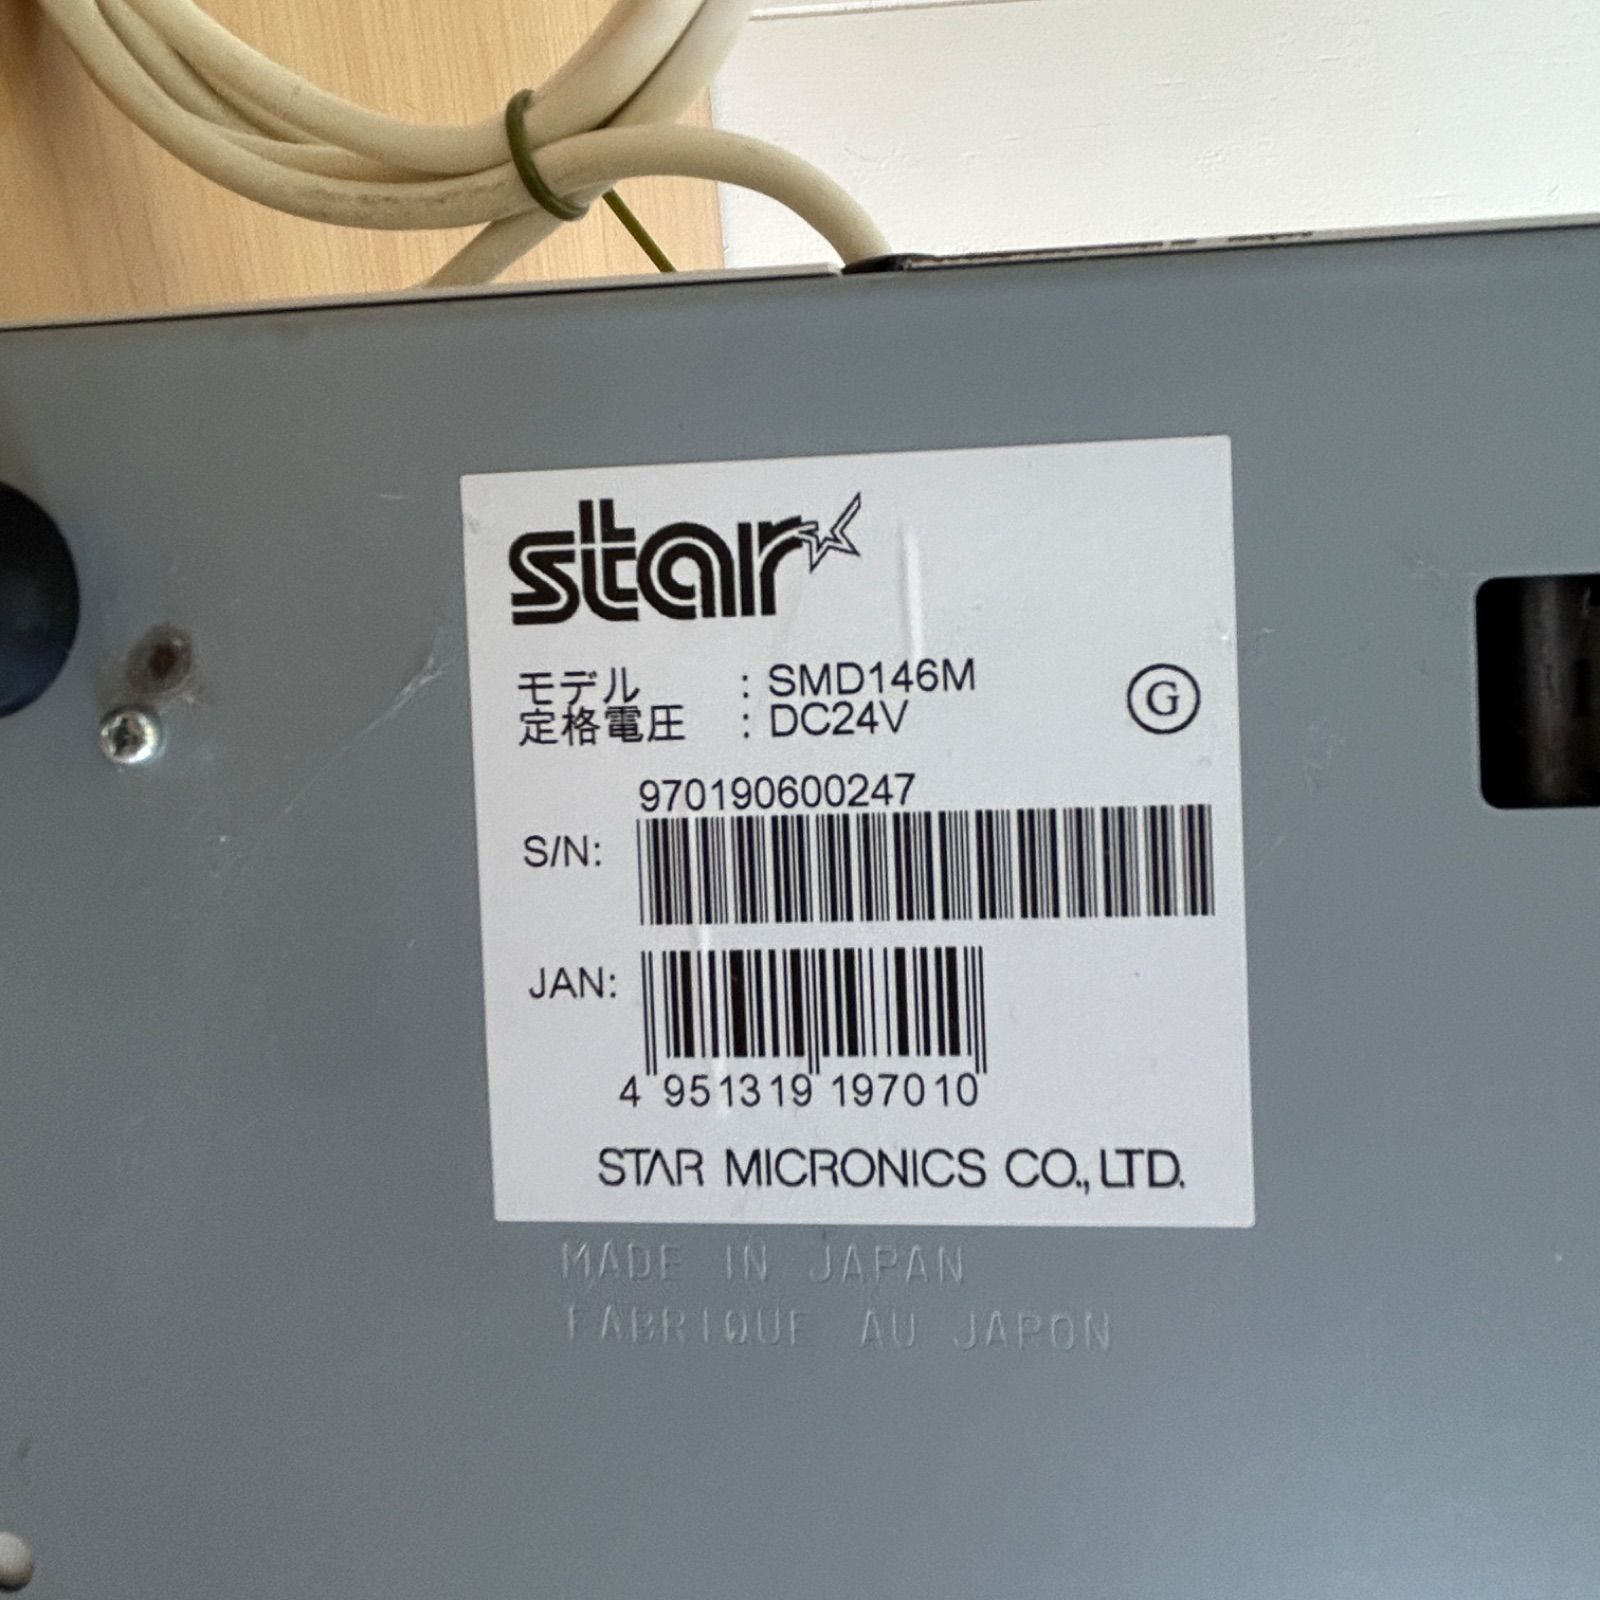 star
モデル : SMD146M
定格電圧 : DC24V
G
970190600247
S/N:
JAN:
4 951319 197010
STAR MICRONICS CO., LTD.
MADE IN JAPAN
FABRIQUE AU JAPON